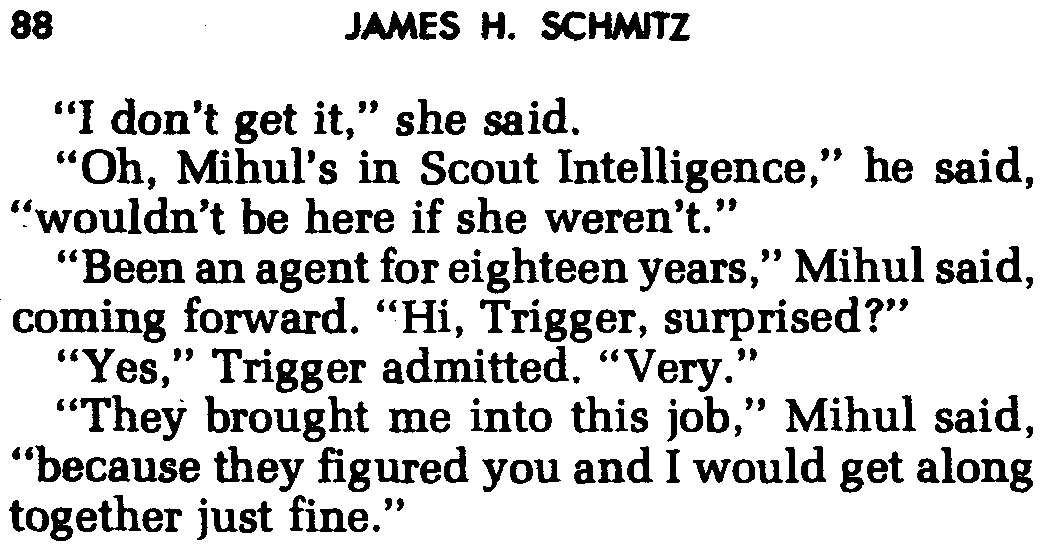 88 JAMES H. SCHMITZ
“I don't get it,” she said.
“Oh, Mihul's in Scout Intelligence,” he said,
“wouldn't be here if she weren't.”
“Been an agent for eighteen years,” Mihul said,
coming forward. “Hi, Trigger, surprised?”
“Yes,” Trigger admitted. “Very.”
“They brought me into this job,” Mihul said,
“because they figured you and I would get along
together just fine.”